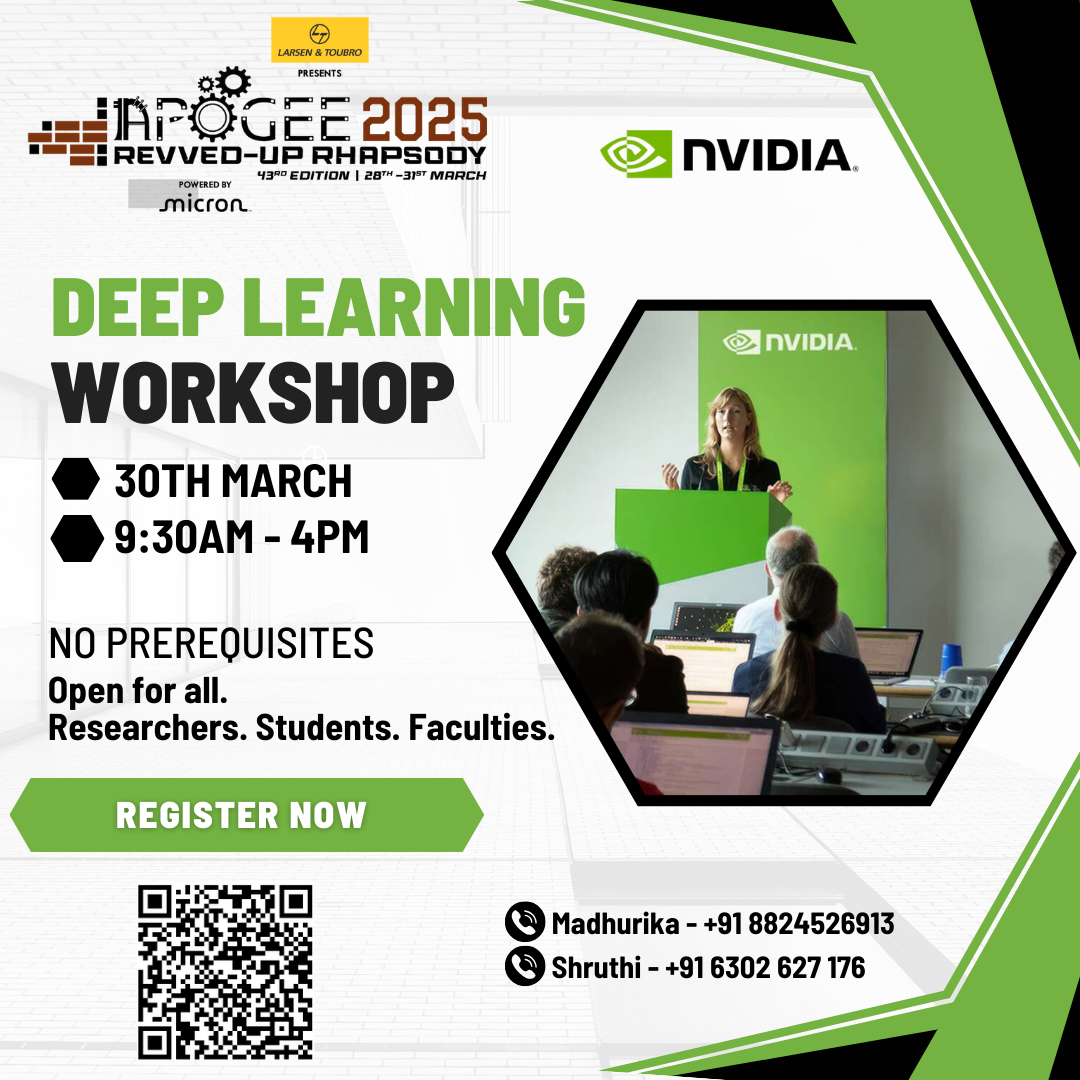 LARSEN & TOUBRO
PRESENTS
APOGEE 2025
REVVED-UP RHAPSODY
43RD EDITION | 28TH -31ST MARCH
POWERED BY
micron
NVIDIA®
DEEP LEARNING
WORKSHOP
30TH MARCH
9:30AM - 4PM
NVIDIA.
NO PREREQUISITES
Open for all.
Researchers. Students. Faculties.
REGISTER NOW
Madhurika - +91 8824526913
Shruthi - +91 6302 627 176